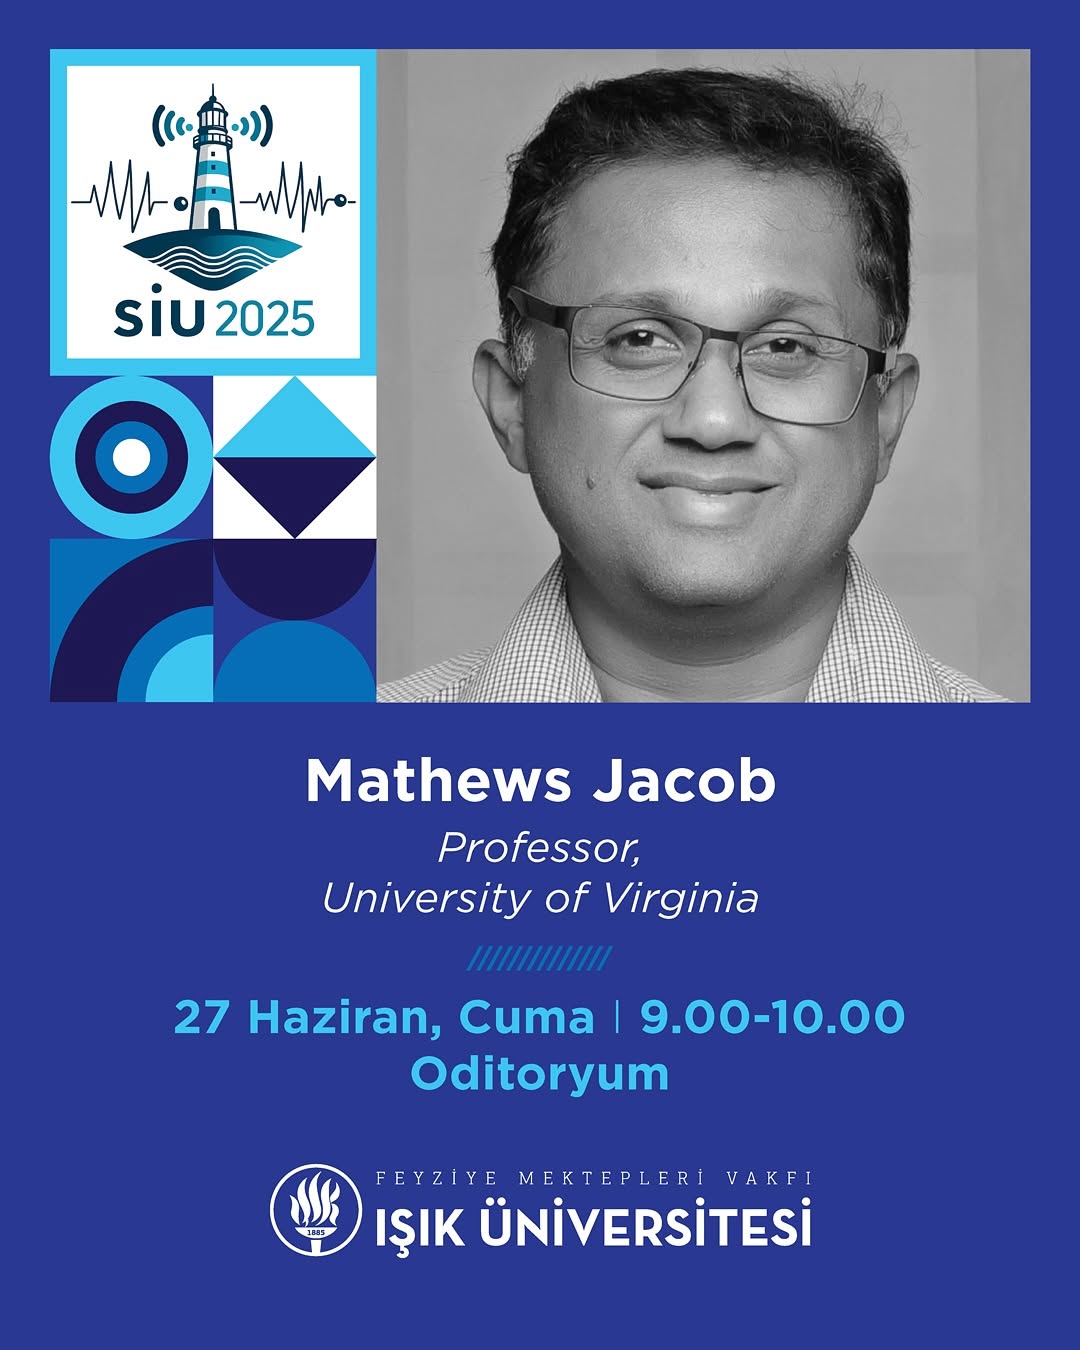 SİU 2025
Mathews Jacob
Professor,
University of Virginia
27 Haziran, Cuma | 9.00-10.00
Oditoryum
FEYZİYE MEKTEPLERİ VAKFI
IŞIK ÜNİVERSİTESİ
1885